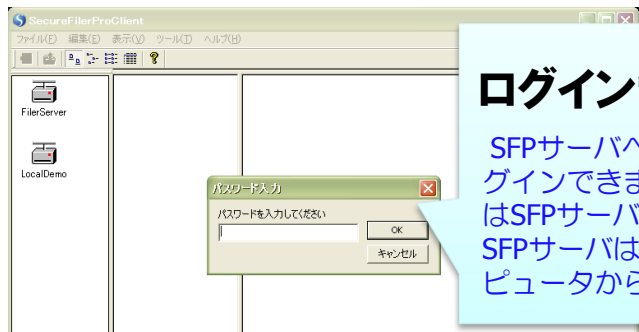 SecureFilerProClient
ファイル(F) 編集(E) 表示(V) ツール(T) ヘルプ(H)
FilerServer
LocalDemo
パスワード入力
パスワードを入力してください
OK
キャンセル
ログイン
SFPサーバへ
グインできま
はSFPサーバ
SFPサーバは
ピュータから